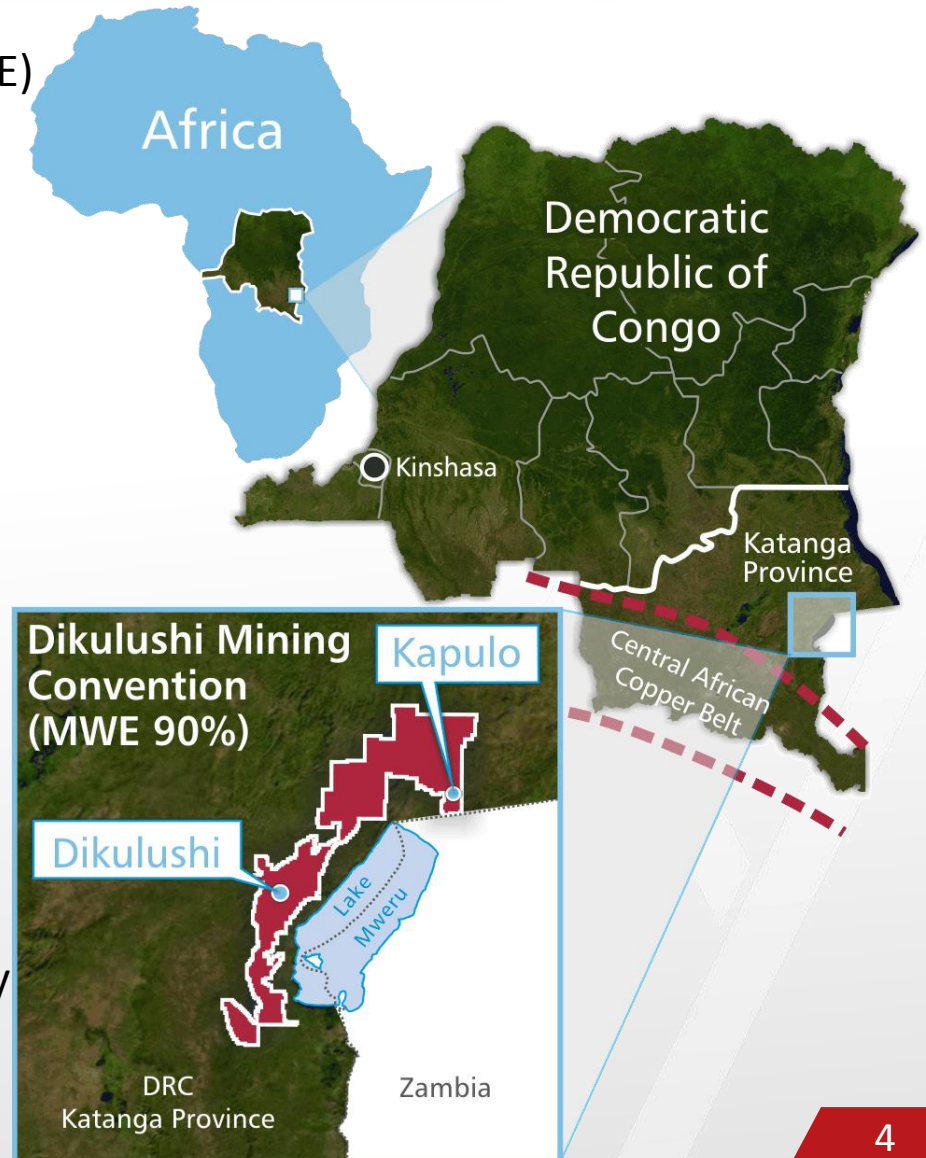 E)
Africa
Democratic
Republic of
Congo
Kinshasa
Katanga
Province
Central African
Copper Belt
Dikulushi Mining
Convention
(MWE 90%)
Kapulo
Dikulushi
Lake
Mweru
y
DRC
Katanga Province
Zambia
4